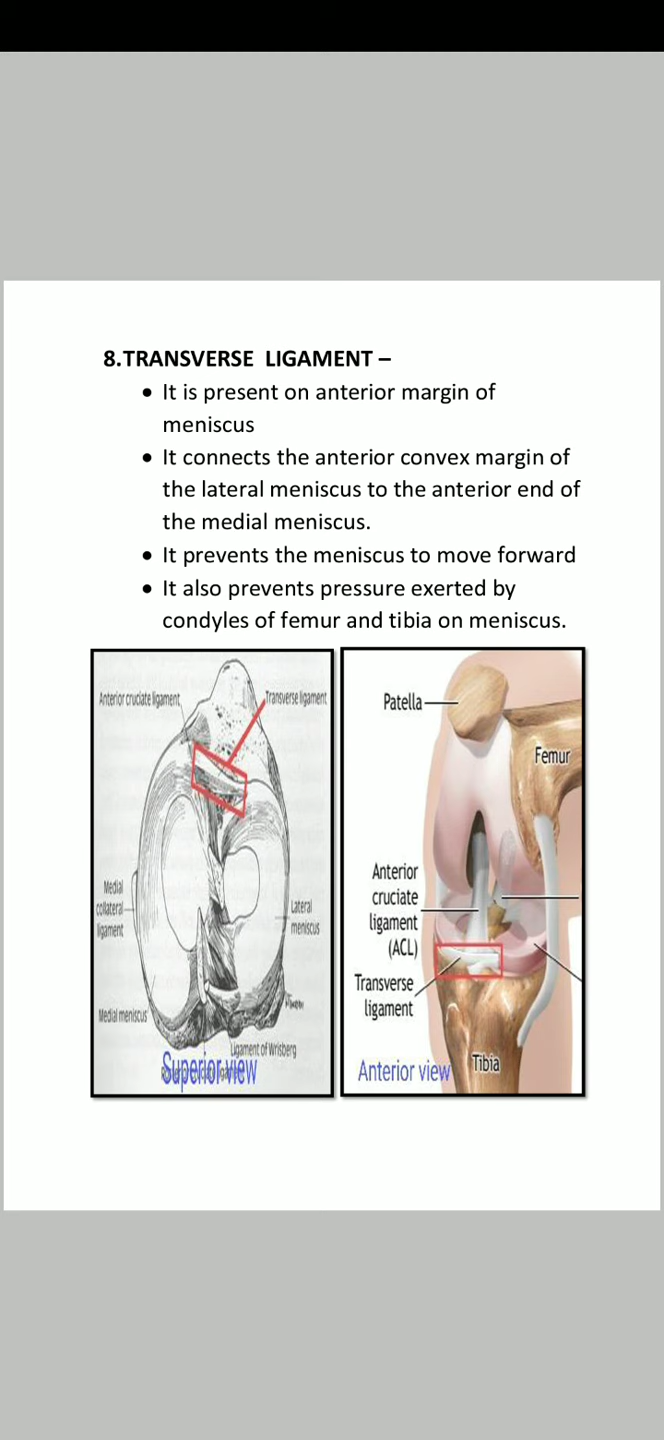 8.TRANSVERSE LIGAMENT –
• It is present on anterior margin of
meniscus
• It connects the anterior convex margin of
the lateral meniscus to the anterior end of
the medial meniscus.
• It prevents the meniscus to move forward
• It also prevents pressure exerted by
condyles of femur and tibia on meniscus.
Anterior cruciate ligament
Transverse ligament
Medial
collateral
ligament
Lateral
meniscus
Medial meniscus
Ligament of Wrisberg
Superior view
Patella
Femur
Anterior
cruciate
ligament
(ACL)
Transverse
ligament
Tibia
Anterior view